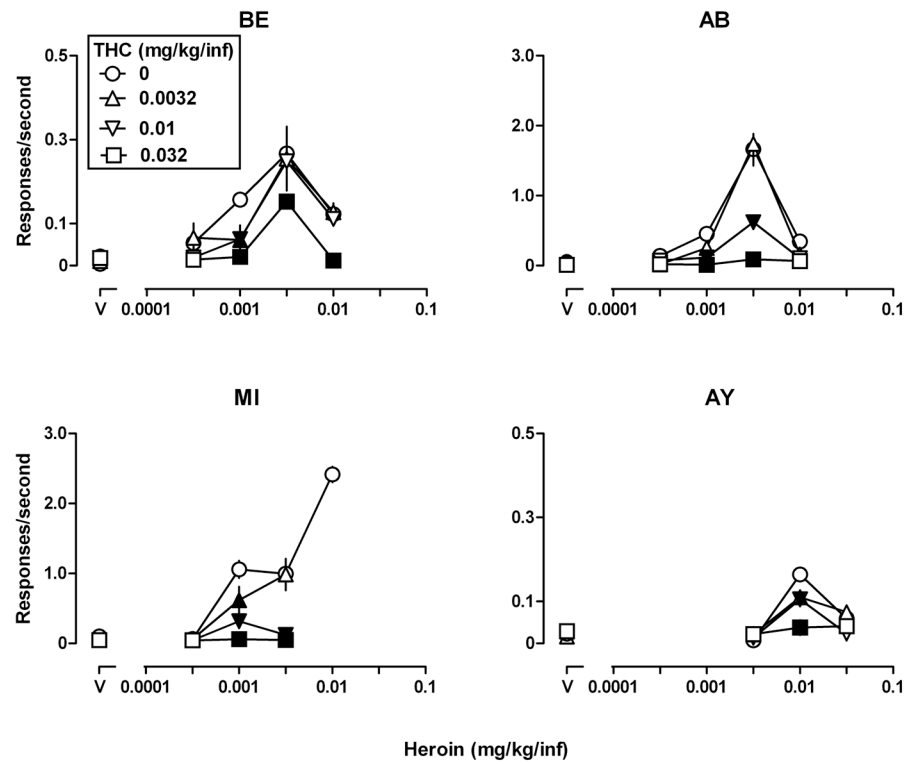 BE
THC (mg/kg/inf)
0
0.0032
0.01
0.032
Responses/second
0.5
0.3
0.1
0
V 0.0001 0.001 0.01 0.1
AB
3.0
2.0
1.0
0
V 0.0001 0.001 0.01 0.1
MI
Responses/second
3.0
2.0
1.0
0
V 0.0001 0.001 0.01 0.1
AY
0.5
0.3
0.1
0
V 0.0001 0.001 0.01 0.1
Heroin (mg/kg/inf)